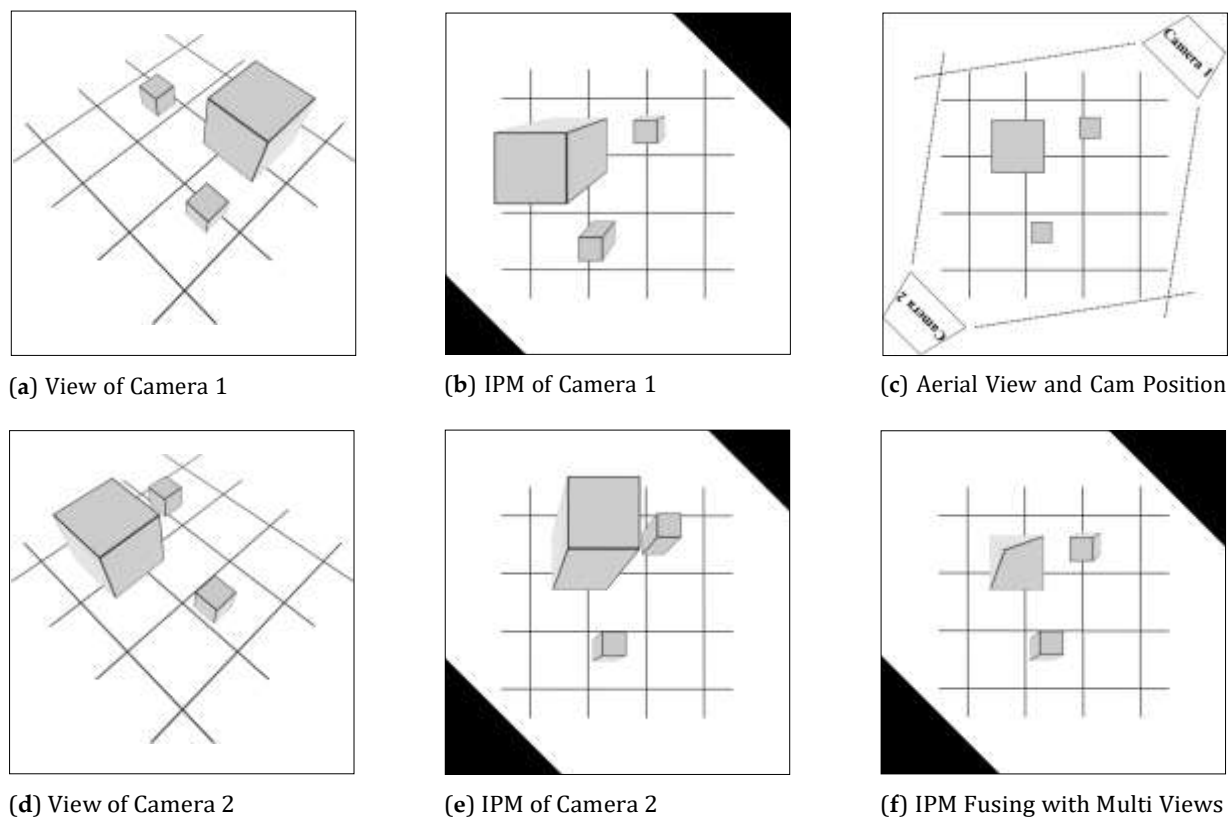 Camera 1
Camera 2
(a) View of Camera 1
(b) IPM of Camera 1
(c) Aerial View and Cam Position
(d) View of Camera 2
(e) IPM of Camera 2
(f) IPM Fusing with Multi Views